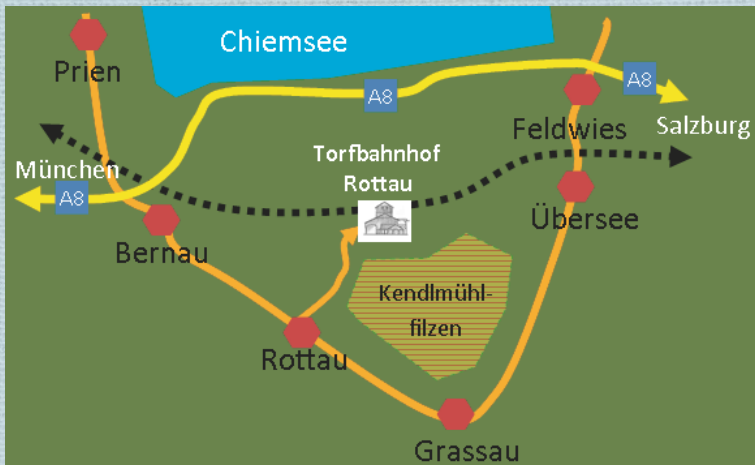 Chiemsee
Prien
A8
A8
Feldwies
Salzburg
Torfbahnhof
Rottau
München
A8
Übersee
Bernau
Kendlmühl-
filzen
Rottau
Grassau